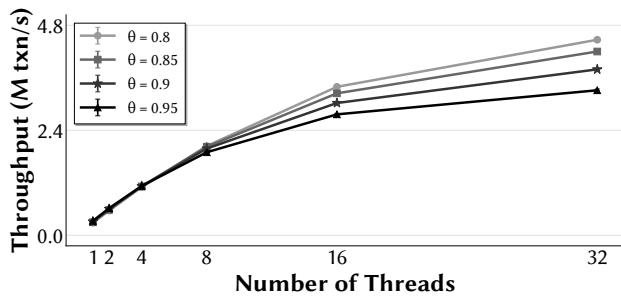 4.8
2.4
0.0
Throughput (M txn/s)
θ = 0.8
θ = 0.85
θ = 0.9
θ = 0.95
1 2 4 8 16 32
Number of Threads